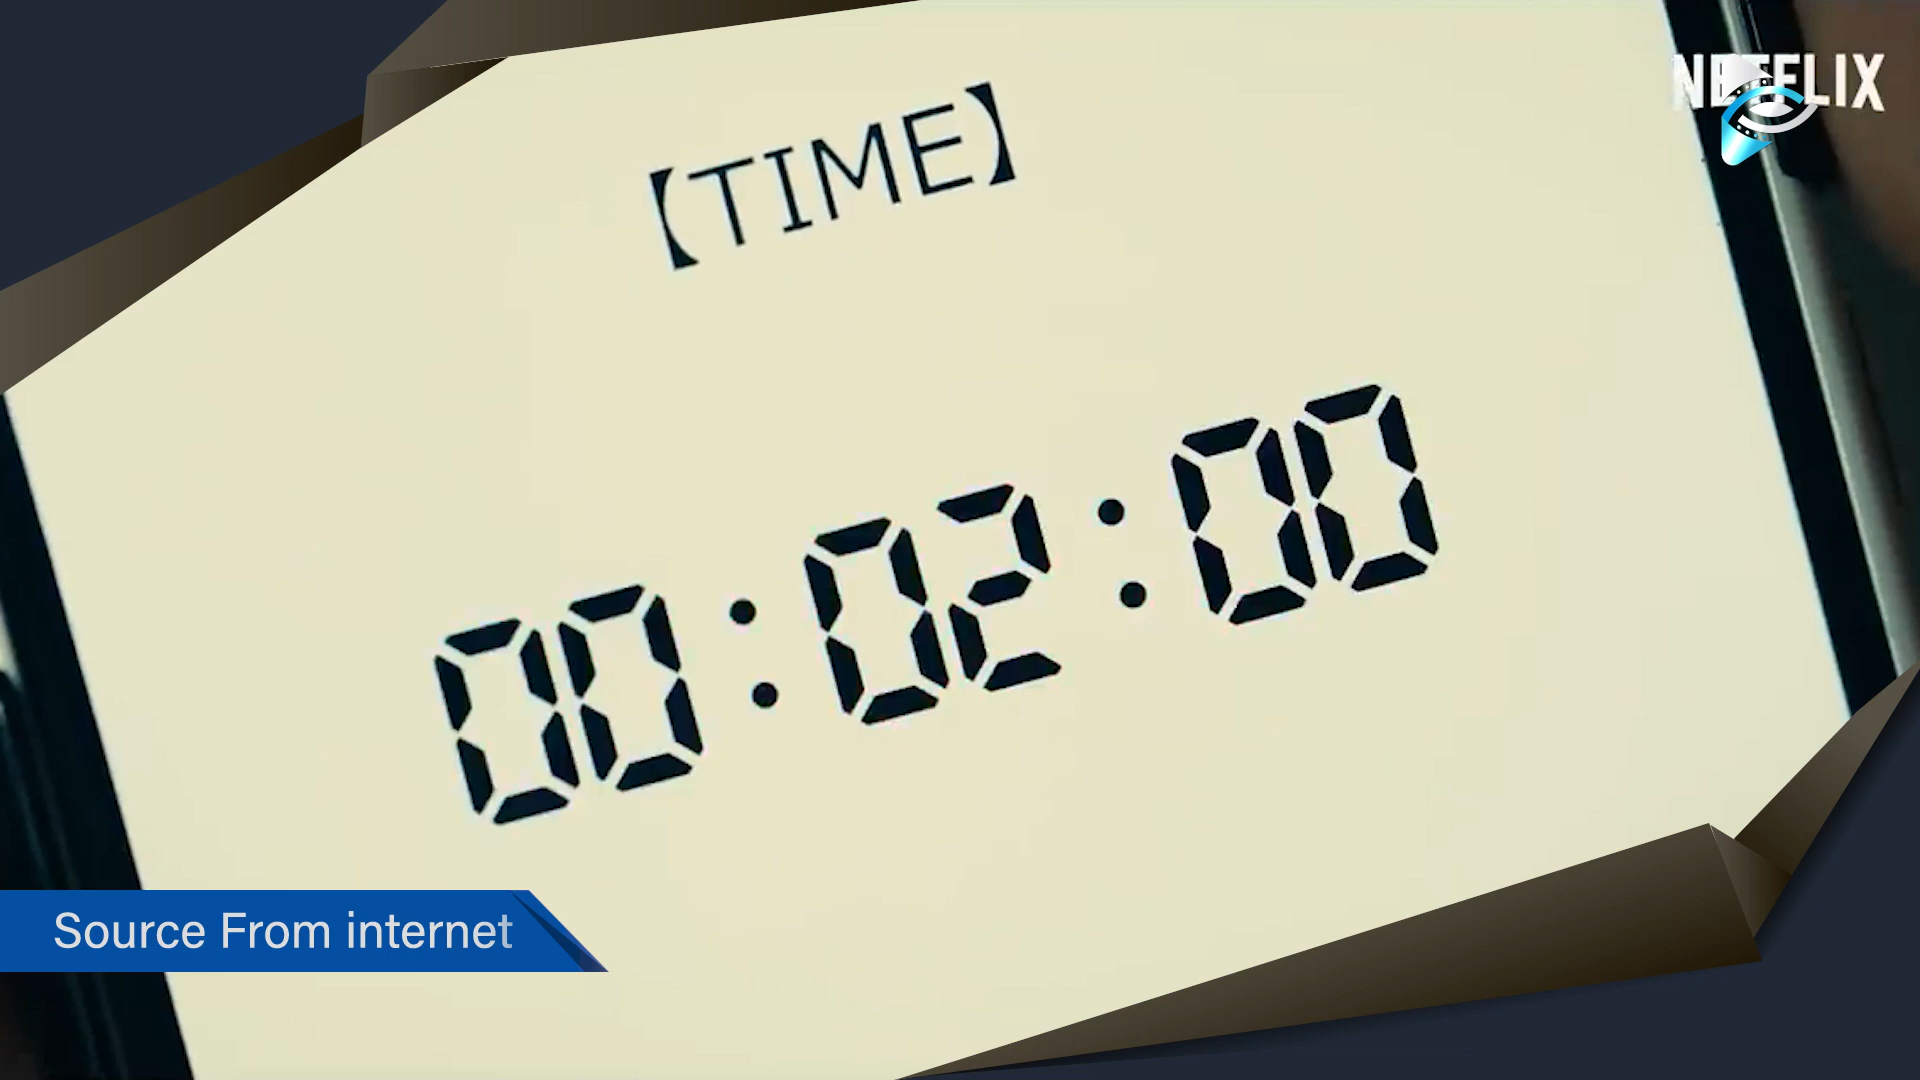 NETFLIX
【TIME】
00:02:00
Source From internet